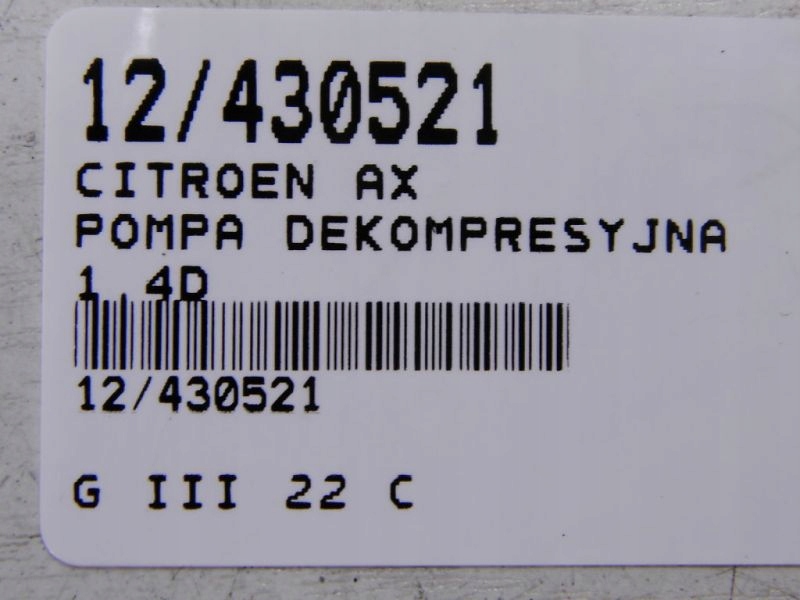 12/430521
CITROEN AX
POMPA DEKOMPRESYJNA
1.4D
12/430521
G III 22 C